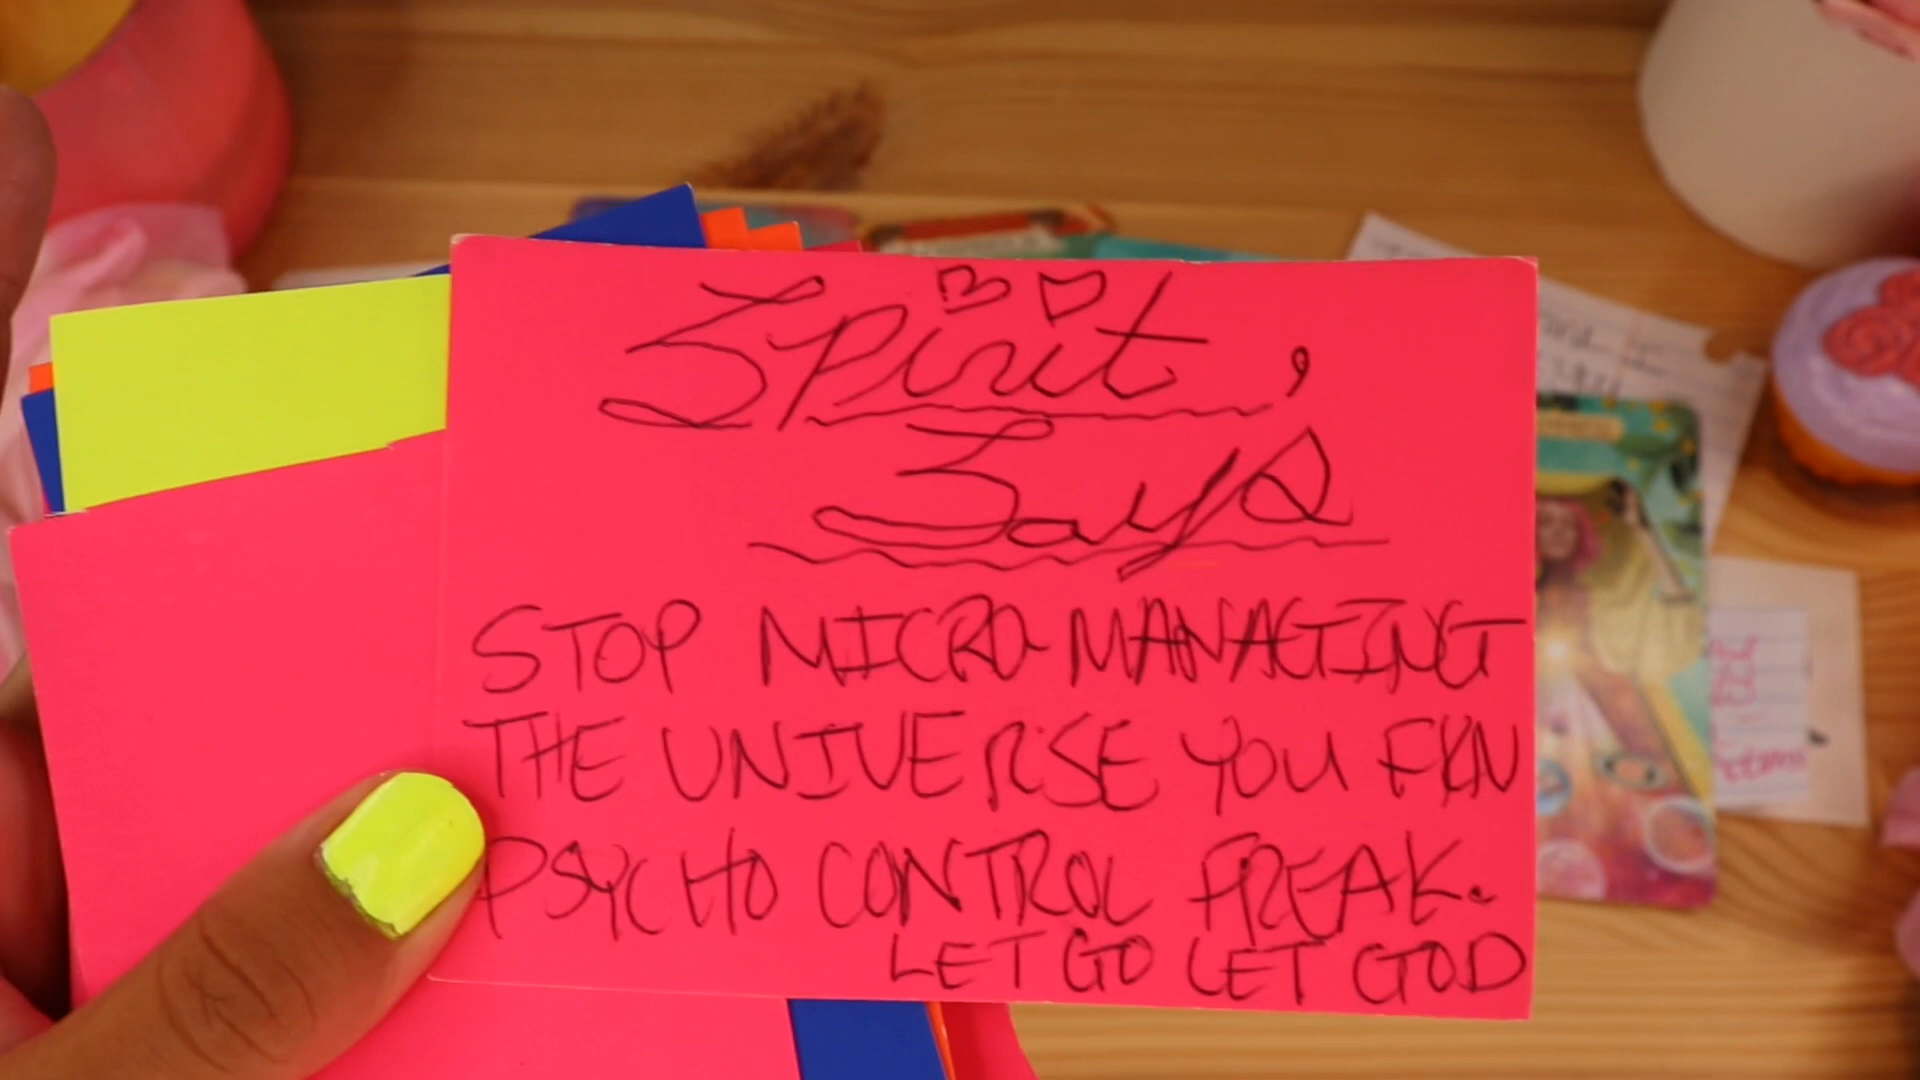 Spirit,
Says
STOP MICRO-MANAGING
THE UNIVERSE YOU FKN
PSYCHO CONTROL FREAK.
LET GO LET GOD